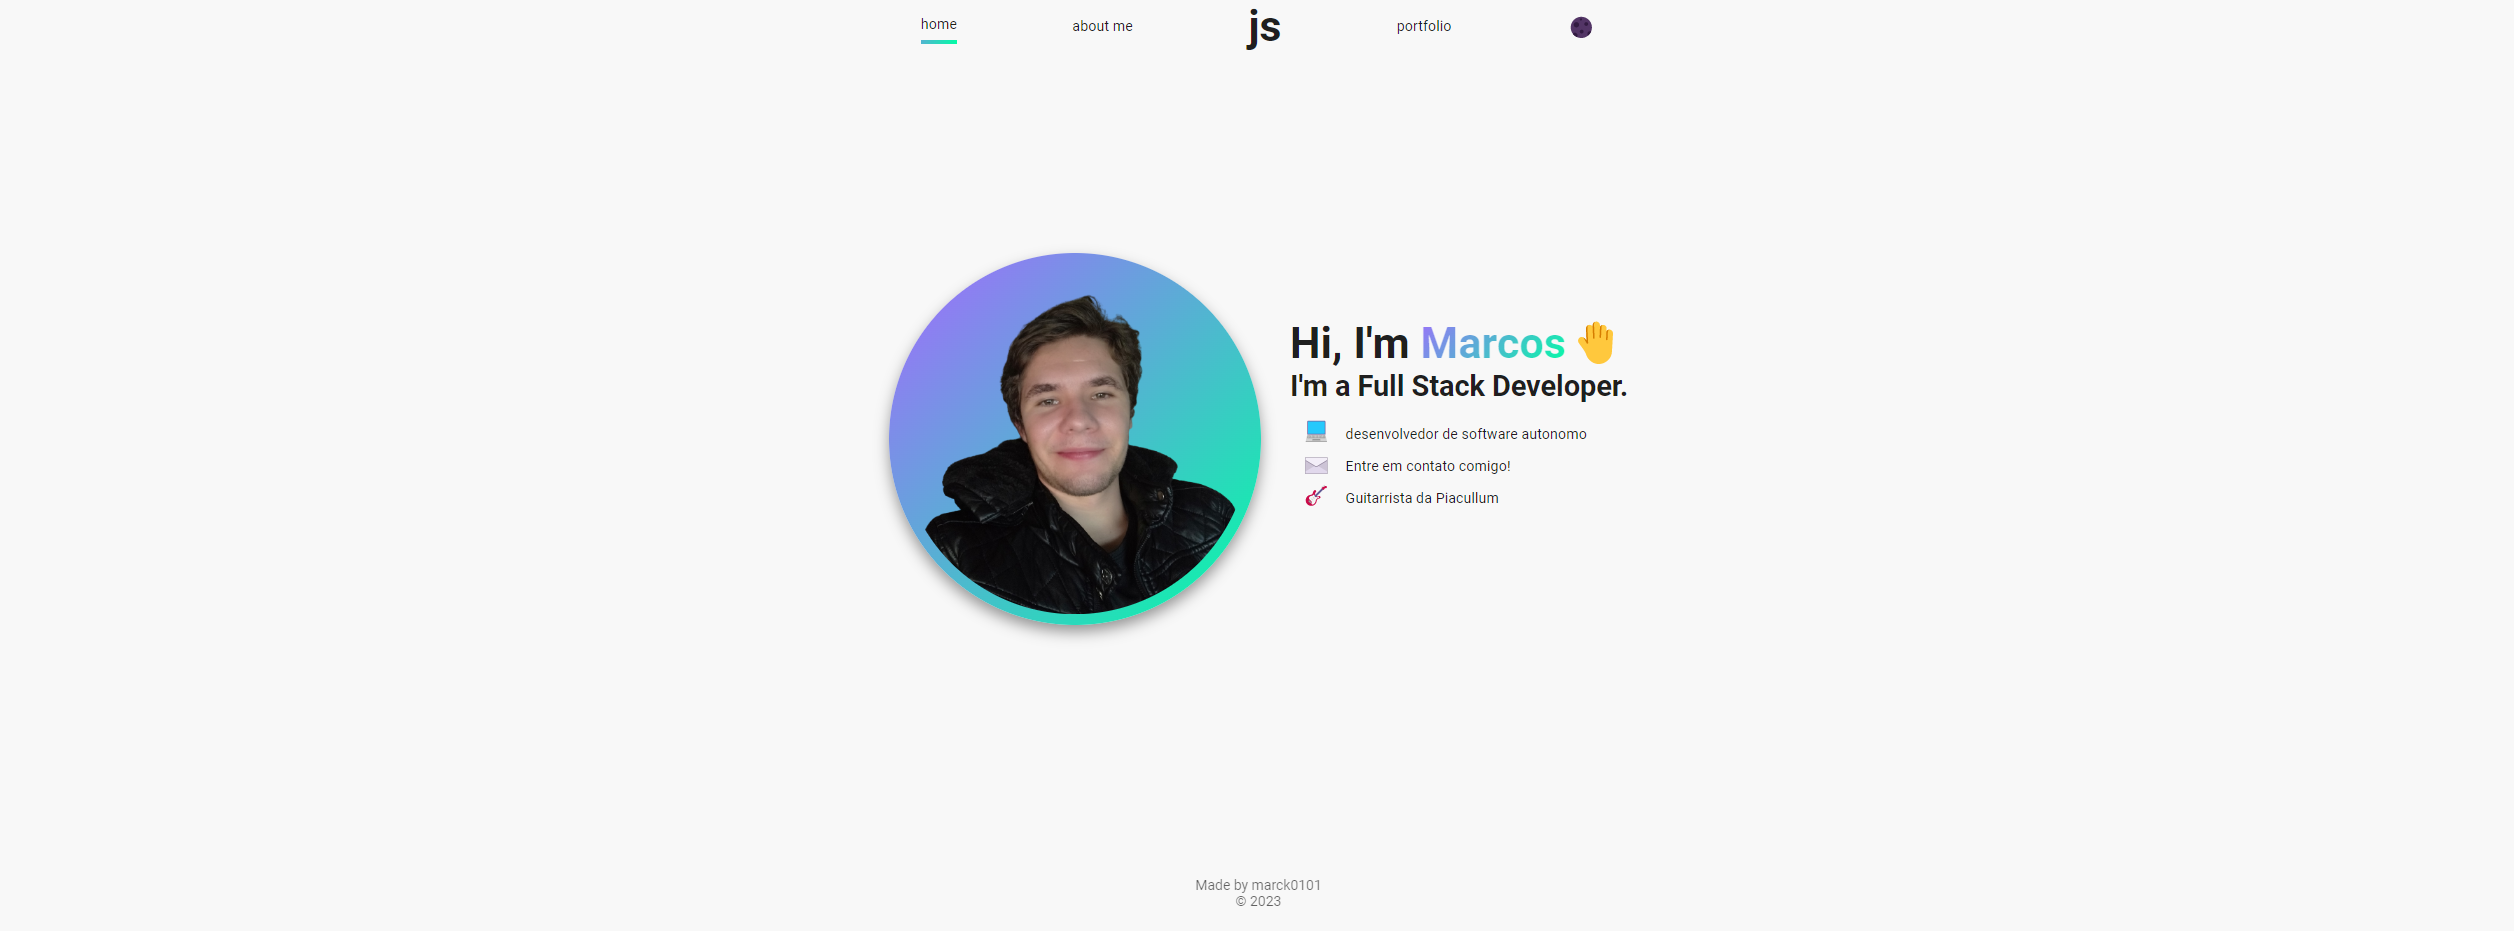 home
about me
js
portfolio
Hi, I'm Marcos
I'm a Full Stack Developer.
desenvolvedor de software autonomo
Entre em contato comigo!
Guitarrista da Piacullum
Made by marck0101
© 2023